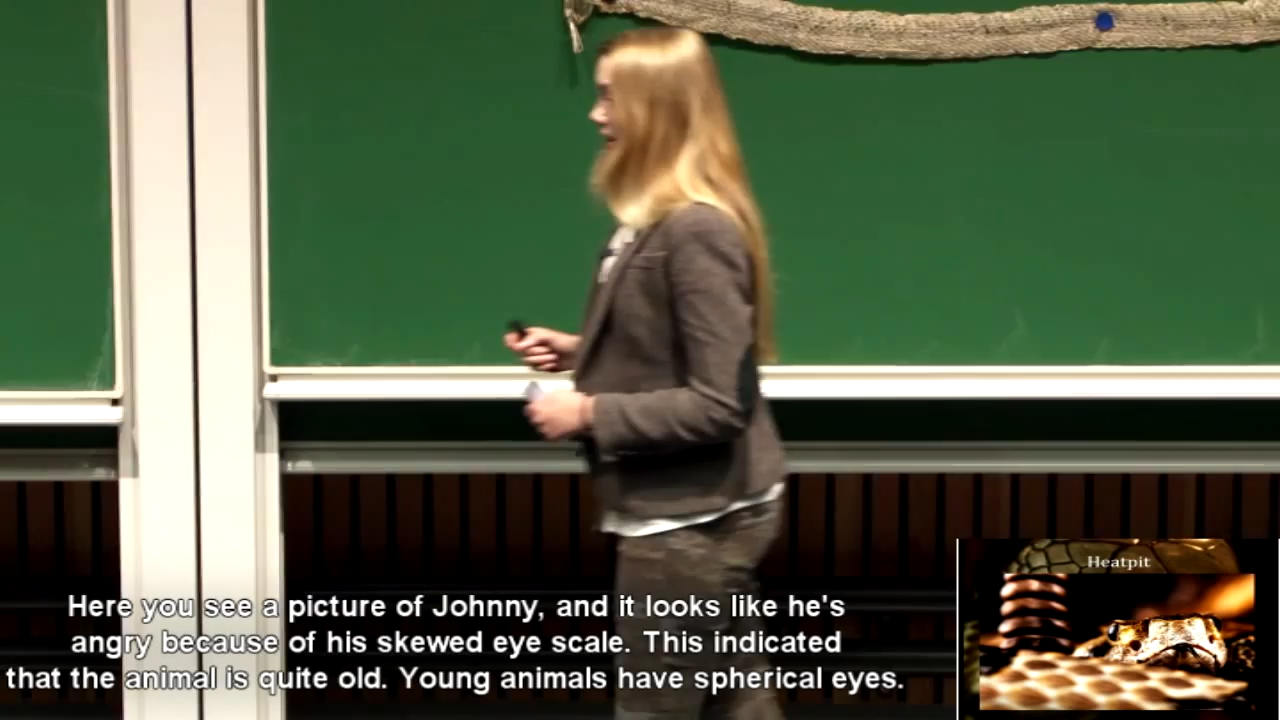 Heatpit
Here you see a picture of Johnny, and it looks like he's
angry because of his skewed eye scale. This indicated
that the animal is quite old. Young animals have spherical eyes.